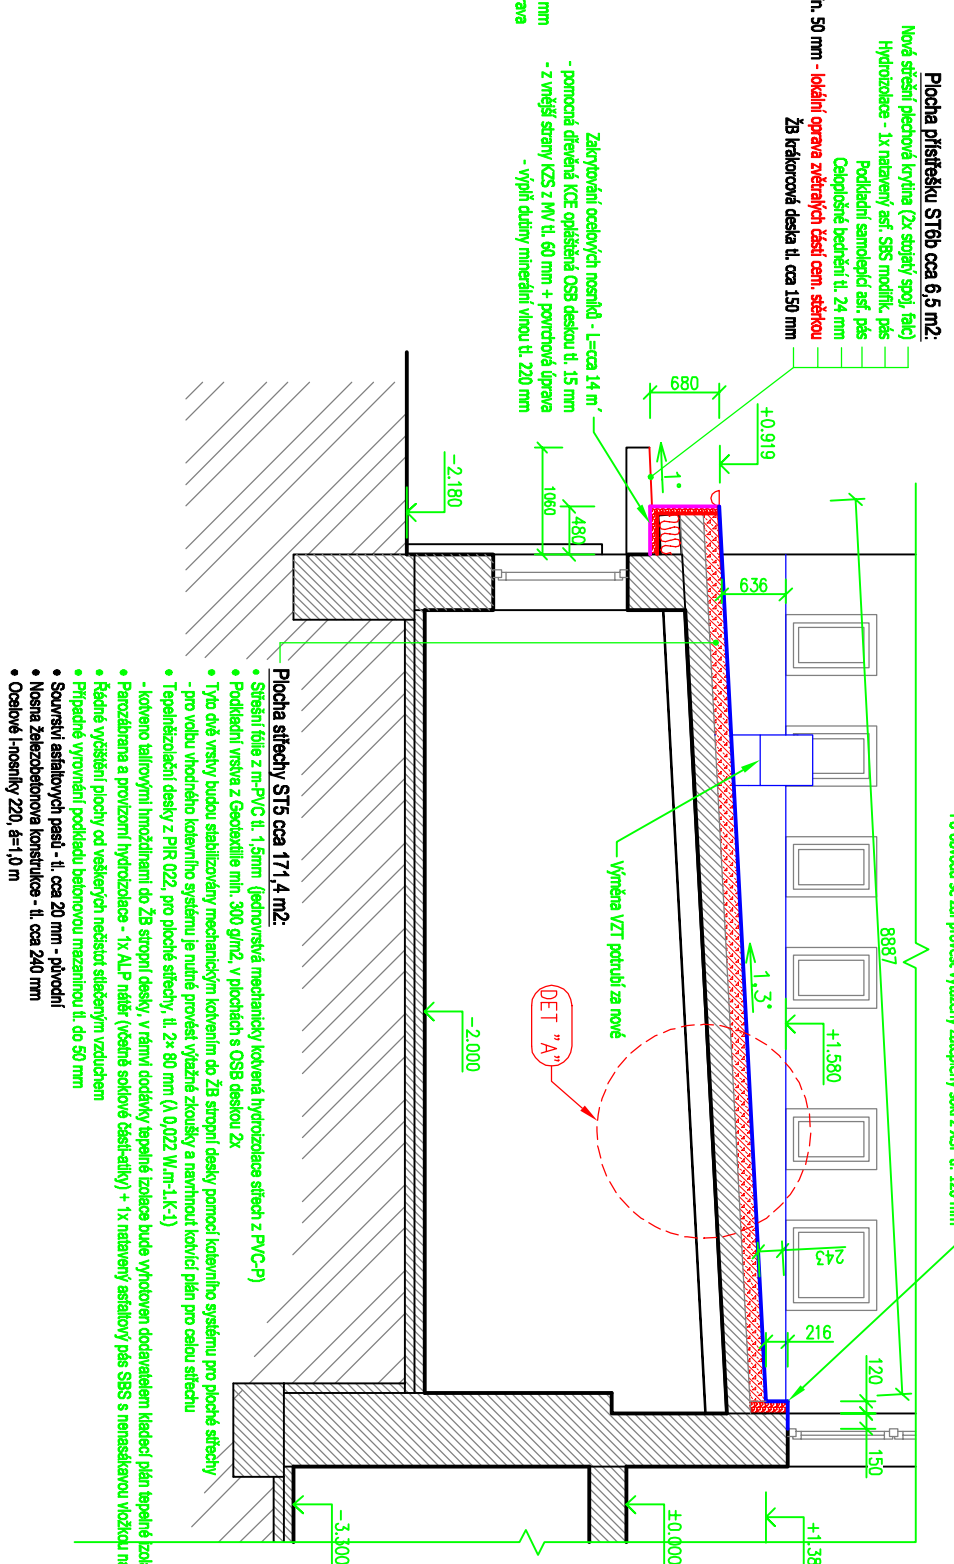 Plocha přístřešku ST6b cca 6,5 m2:
Nová střešní plechová krytina (2x stojatý spoj, falc)
Hydroizolace - 1x natavený asf. SBS modifik. pás
Podkladní samolepící asf. pás
Celoplošné bednění tl. 24 mm
in. 50 mm - lokální oprava zvětralých částí cem. stěrkou
ŽB krákorcová deska tl. cca 150 mm
mm
rava
Zakrytování ocelových nosníků - L=cca 14 m´
- pomocná dřevěná KCE opláštěná OSB deskou tl. 15 mm
- z vnější strany KZS z MV tl. 60 mm + povrchová úprava
- výplň dutiny minerální vlnou tl. 220 mm
680
+0.919
1°
-2.180
1060
480
636
8887
Výměna VZT potrubí za nové
1.3°
+1.580
DET "A"
-2.000
243
216
120
150
-3.300
±0.000
+1.38
Plocha střechy ST5 cca 171,4 m2:
• Střešní fólie z m-PVC tl. 1,5mm (jednovrstvá mechanicky kotvená hydroizolace střech z PVC-P)
• Podkladní vrstva z Geotextilie min. 300 g/m2, v plochách s OSB deskou 2x
• Tyto dvě vrstvy budou stabilizovány mechanickým kotvením do ŽB stropní desky pomocí kotevního systému pro ploché střechy
- pro volbu vhodného kotevního systému je nutné provést výtažné zkoušky a navrhnout kotvící plán pro celou střechu
• Tepelněizolační desky z PIR 022, pro ploché střechy, tl. 2x 80 mm (λ 0,022 W.m-1.K-1)
- kotveno talířovými hmoždinami do ŽB stropní desky, v rámvi dodávky tepelné izolace bude vyhotoven dodavatelem kladecí plán tepelné izol
• Parozábrana a provizorní hydroizolace - 1x ALP nátěr (včetně soklové části-atiky) + 1x natavený asfaltový pás SBS s nenasákavou vložkou
• Řádné vyčištění plochy od veškerých nečistot stlačeným vzduchem
• Případné vyrovnání podkladu betonovou mazaninou tl. do 50 mm
• Souvrství asfaltovych pasů - tl. cca 20 mm - původní
• Nosna železobetonova konstrukce - tl. cca 240 mm
• Ocelové I-nosníky 220, á=1,0 m